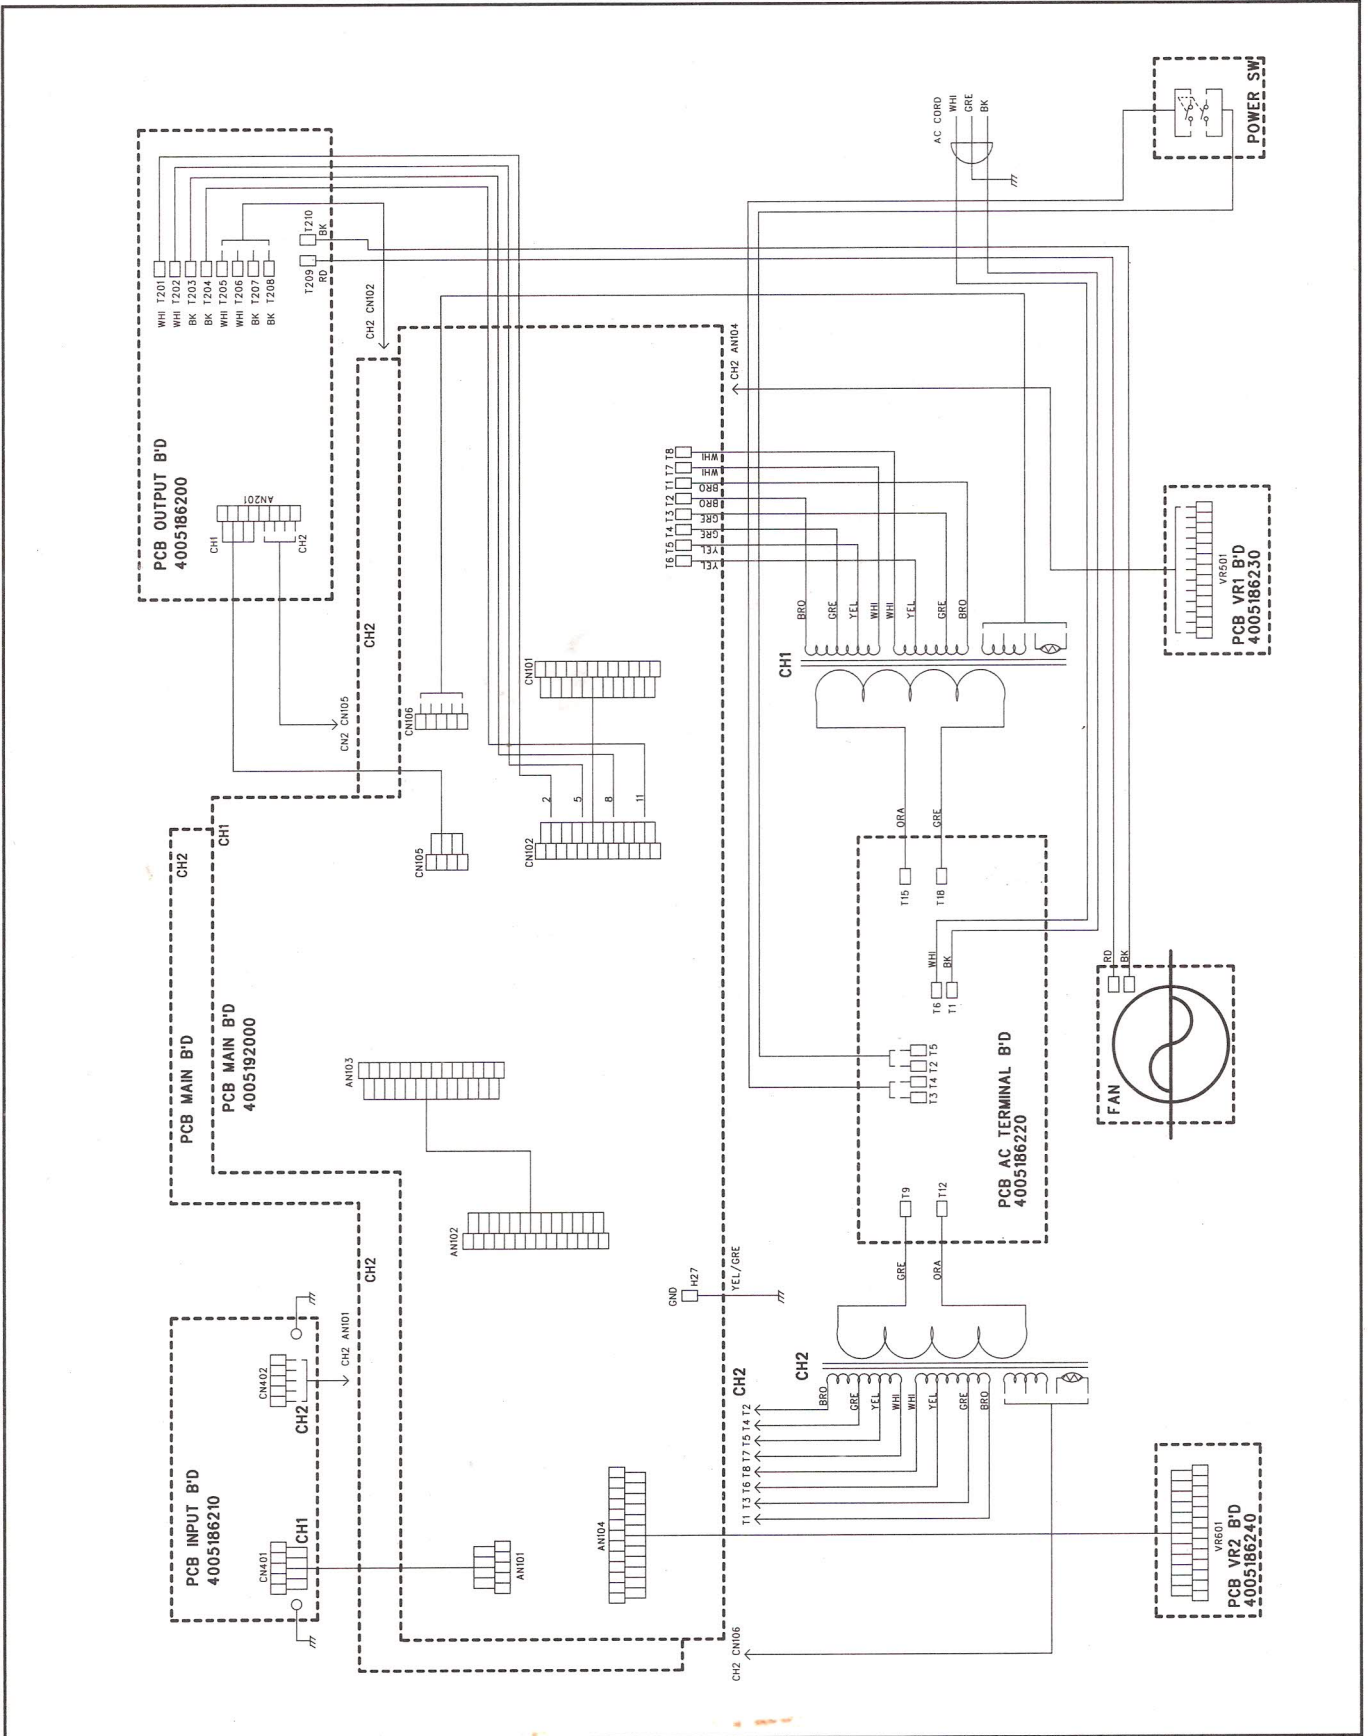 PCB OUTPUT B'D
4005186200
WHI T201
WHI T202
BK T203
BK T204
WHI T205
WHI T206
BK T207
BK T208
T210
BK
T209
RD
CH1
AN201
CH2
CH2 CN102
CN2 CN105
AC CORD
WHI
GRE
BK
POWER SW
PCB MAIN B'D
CH2
CH1
PCB MAIN B'D
4005192000
CH2
CH2
CN105
CN106
CN101
CN102
2
5
8
11
AN103
AN102
AN101
AN104
GND
H27
YEL/GRE
T6 T5 T4 T3 T2 T1 T7 T8
YEL
YEL
GRE
GRE
BRO
BRO
WHI
WHI
CH2 AN104
CH1
BRO
GRE
YEL
WHI
WHI
YEL
GRE
BRO
ORA
GRE
PCB VR1 B'D
4005186230
VR501
PCB AC TERMINAL B'D
4005186220
T15
T18
T6
WHI
T1
BK
T3 T4 T2 T5
T9
T12
GRE
ORA
FAN
RD
BK
PCB INPUT B'D
4005186210
CN401
CH1
CN402
CH2
CH2 AN101
CH2
T1 T3 T6 T8 T7 T5 T4 T2
CH2
BRO
GRE
YEL
WHI
WHI
YEL
GRE
BRO
CH2 CN106
PCB VR2 B'D
4005186240
VR601